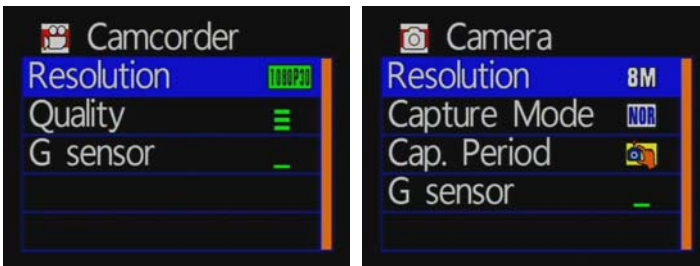 Camcorder
Resolution 1080P30
Quality
G sensor
Camera
Resolution 8M
Capture Mode NOR
Cap. Period
G sensor